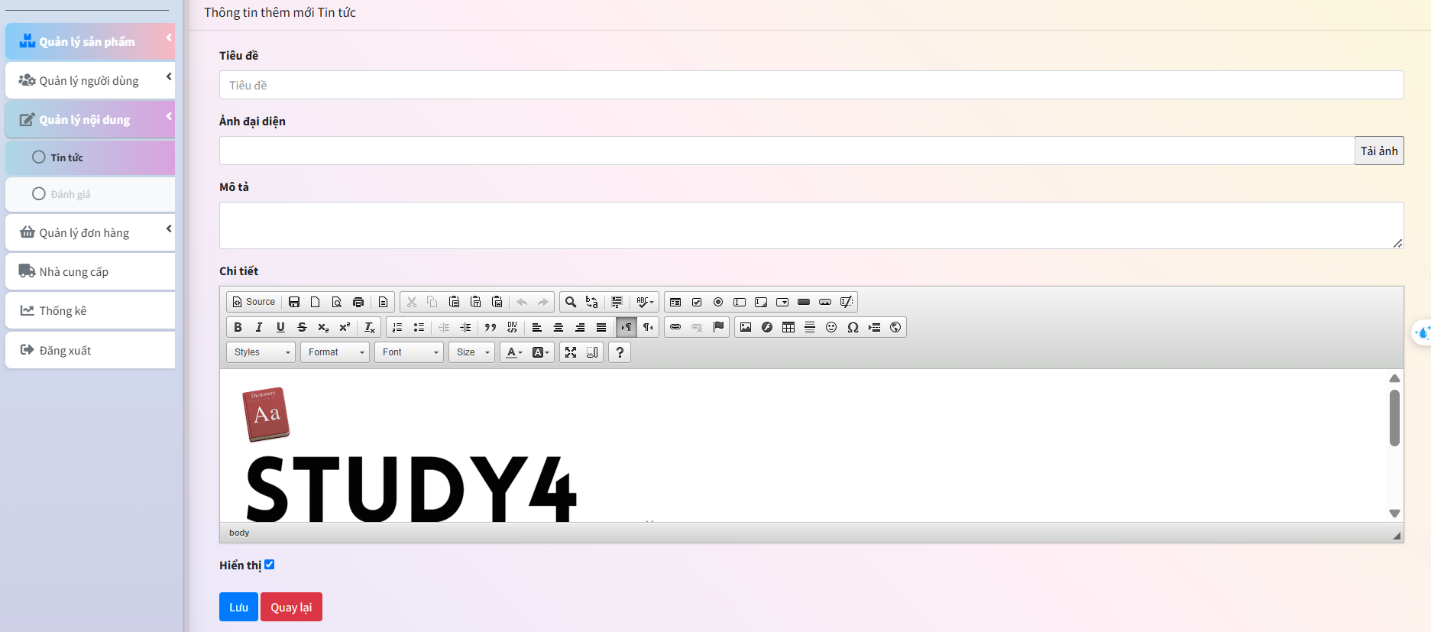 Thông tin thêm mới Tin tức
Quản lý sản phẩm
Quản lý người dùng
Quản lý nội dung
Tin tức
Đánh giá
Quản lý đơn hàng
Nhà cung cấp
Thống kê
Đăng xuất
Tiêu đề
Tiêu đề
Ảnh đại diện
Tải ảnh
Mô tả
Chi tiết
Source
Styles
Format
Font
Size
Dictionary
Aa
STUDY4
body
Hiển thị
Lưu
Quay lại